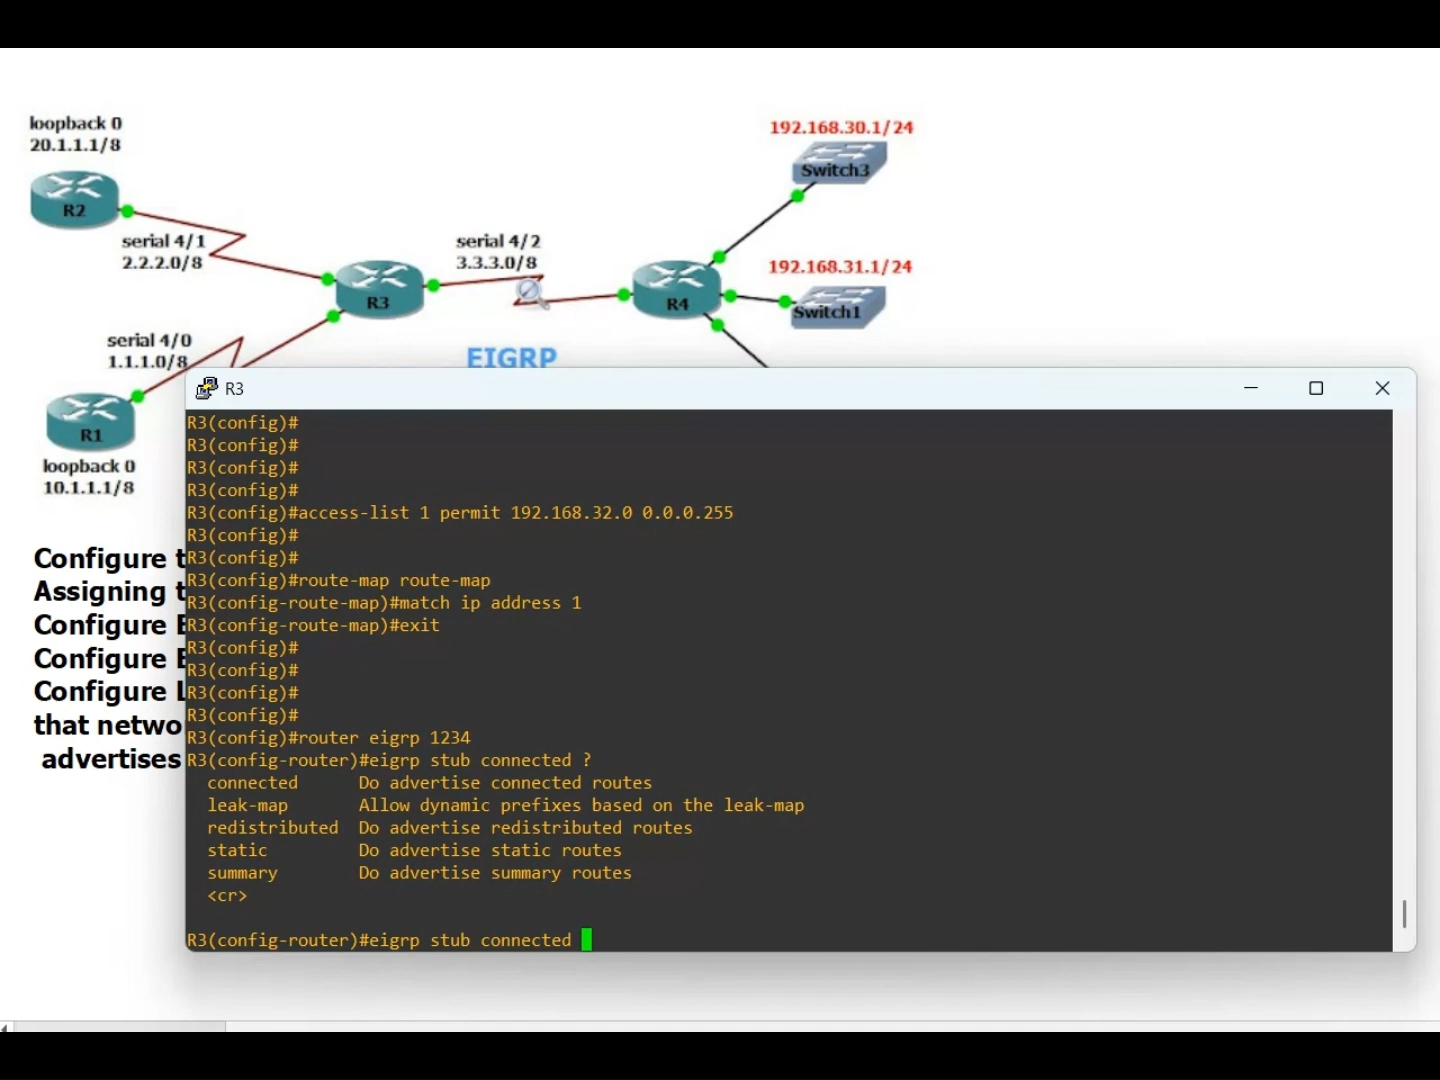 loopback 0
20.1.1.1/8
R2
serial 4/1
2.2.2.0/8
serial 4/2
3.3.3.0/8
192.168.30.1/24
Switch3
R3
R4
192.168.31.1/24
Switch1
serial 4/0
1.1.1.0/8
EIGRP
R1
loopback 0
10.1.1.1/8
R3
R3(config)#
R3(config)#
R3(config)#
R3(config)#
R3(config)#access-list 1 permit 192.168.32.0 0.0.0.255
R3(config)#
R3(config)#
R3(config)#route-map route-map
R3(config-route-map)#match ip address 1
R3(config-route-map)#exit
R3(config)#
R3(config)#
R3(config)#
R3(config)#
R3(config)#router eigrp 1234
R3(config-router)#eigrp stub connected ?
connected Do advertise connected routes
leak-map Allow dynamic prefixes based on the leak-map
redistributed Do advertise redistributed routes
static Do advertise static routes
summary Do advertise summary routes
<cr>
R3(config-router)#eigrp stub connected
Configure
Assigning
Configure
Configure
Configure
that
advertises